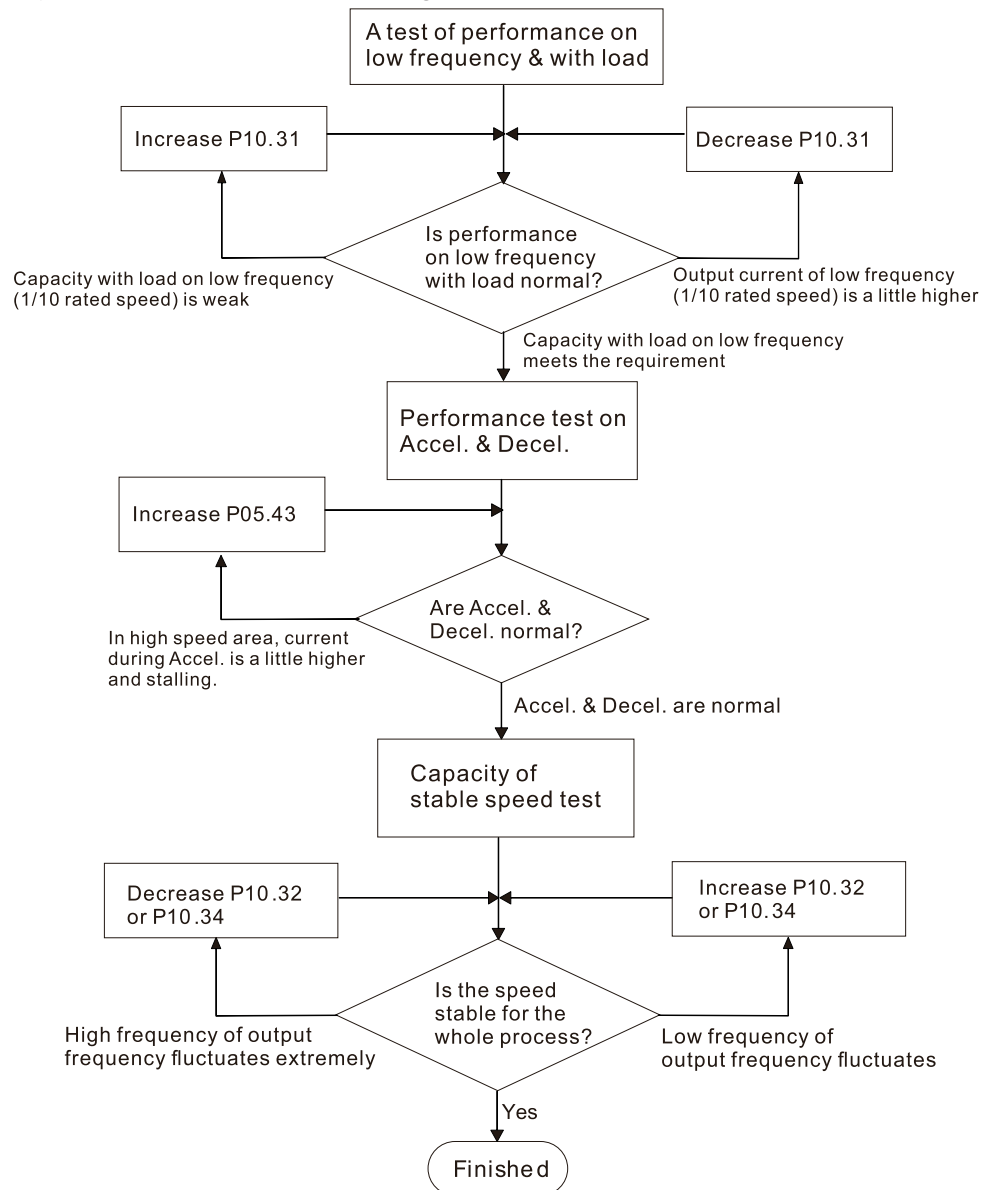 A test of performance on
low frequency & with load
Increase P10.31
Decrease P10.31
Is performance
on low frequency
with load normal?
Capacity with load on low frequency
(1/10 rated speed) is weak
Output current of low frequency
(1/10 rated speed) is a little higher
Capacity with load on low frequency
meets the requirement
Performance test on
Accel. & Decel.
Increase P05.43
Are Accel. &
Decel. normal?
In high speed area, current
during Accel. is a little higher
and stalling.
Accel. & Decel. are normal
Capacity of
stable speed test
Decrease P10.32
or P10.34
Increase P10.32
or P10.34
Is the speed
stable for the
whole process?
High frequency of output
frequency fluctuates extremely
Low frequency of
output frequency fluctuates
Yes
Finished